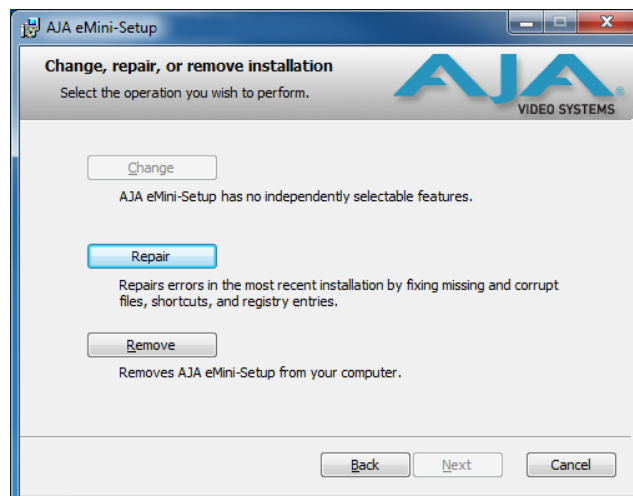 AJA eMini-Setup
Change, repair, or remove installation
Select the operation you wish to perform.
AJA
®
VIDEO SYSTEMS
Change
AJA eMini-Setup has no independently selectable features.
Repair
Repairs errors in the most recent installation by fixing missing and corrupt
files, shortcuts, and registry entries.
Remove
Removes AJA eMini-Setup from your computer.
Back
Next
Cancel